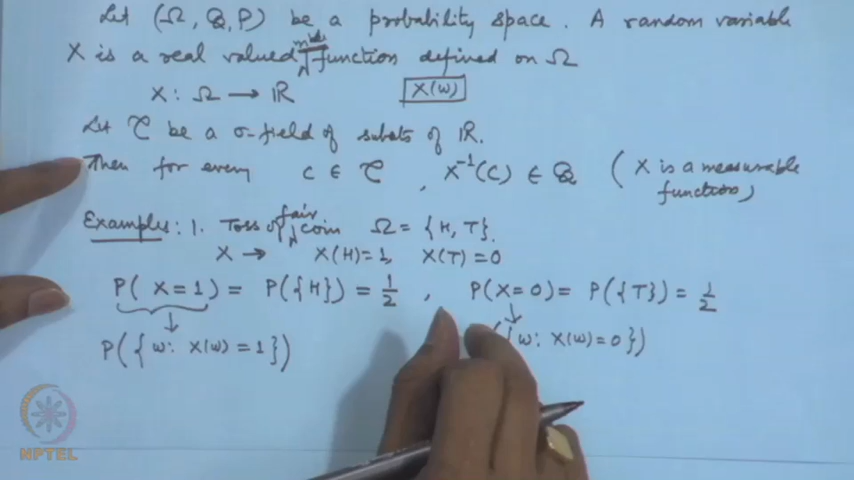 Let (Ω, 𝔅, P) be a probability space. A random variable
X is a real valued function defined on Ω
X: Ω → ℝ X(ω)
Let 𝒞 be a σ-field of subsets of ℝ.
Then for every C ∈ 𝒞, X⁻¹(C) ∈ 𝔅 (X is a measurable
function)
Examples: 1. Toss of fair coin Ω = {H, T}.
X → X(H)=1, X(T)=0
P(X=1) = P({H}) = 1/2, P(X=0) = P({T}) = 1/2
↓ ↓
P({ω: X(ω)=1}) ({ω: X(ω)=0})
NPTEL